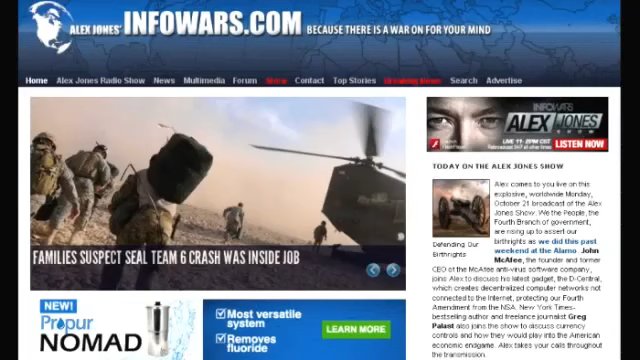 ALEX JONES' INFOWARS.COM BECAUSE THERE IS A WAR ON FOR YOUR MIND
Home Alex Jones Radio Show News Multimedia Forum Store Contact Top Stories Breaking News Search Advertise
INFOWARS
ALEX JONES
SHOW
LIVE 11-2PM CST
LISTEN NOW
FAMILIES SUSPECT SEAL TEAM 6 CRASH WAS INSIDE JOB
TODAY ON THE ALEX JONES SHOW
Defending Our
Birthrights
Alex comes to you live on this
explosive, worldwide Monday,
October 21 broadcast of the Alex
Jones Show. We the People, the
Fourth Branch of government,
are rising up to assert our
birthrights as we did this past
weekend at the Alamo. John
McAfee, the founder and former
CEO of the McAfee anti-virus software company,
joins Alex to discuss his latest gadget, the D-Central,
which creates decentralized computer networks not
connected to the Internet, protecting our Fourth
Amendment from the NSA. New York Times-
bestselling author and freelance journalist Greg
Palast also joins the show to discuss currency
controls and how they would play into the American
economic endgame. Alex takes your calls throughout
the transmission.
NEW!
Propur
NOMAD
Most versatile
system
Removes
fluoride
LEARN MORE